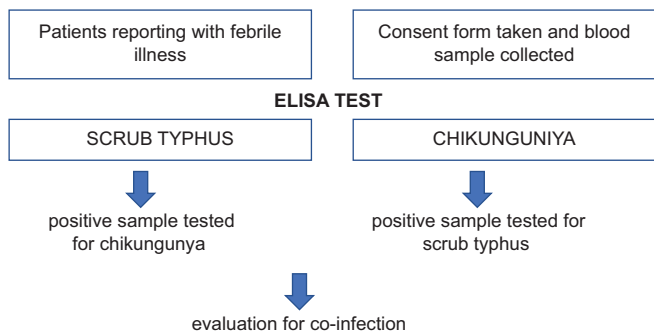 Patients reporting with febrile
illness
Consent form taken and blood
sample collected
ELISA TEST
SCRUB TYPHUS
CHIKUNGUNIYA
positive sample tested
for chikungunya
positive sample tested for
scrub typhus
evaluation for co-infection